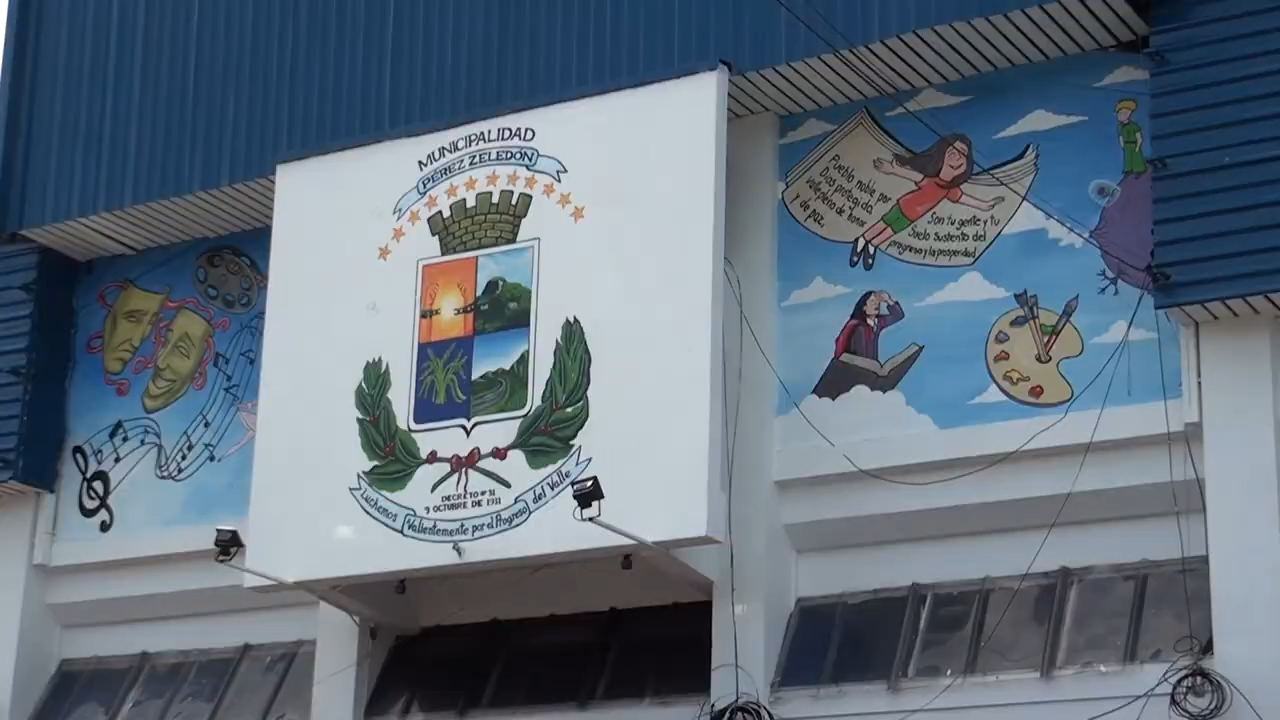 MUNICIPALIDAD
PÉREZ ZELEDÓN
DECRETO Nº 31
9 OCTUBRE DE 1931
Luchemos Valientemente por el Progreso del Valle
Pueblo noble por
Dios protegido.
Valle pleno de honor
y de paz,
Son tu gente y tu
Suelo sustento del
progreso y la prosperidad